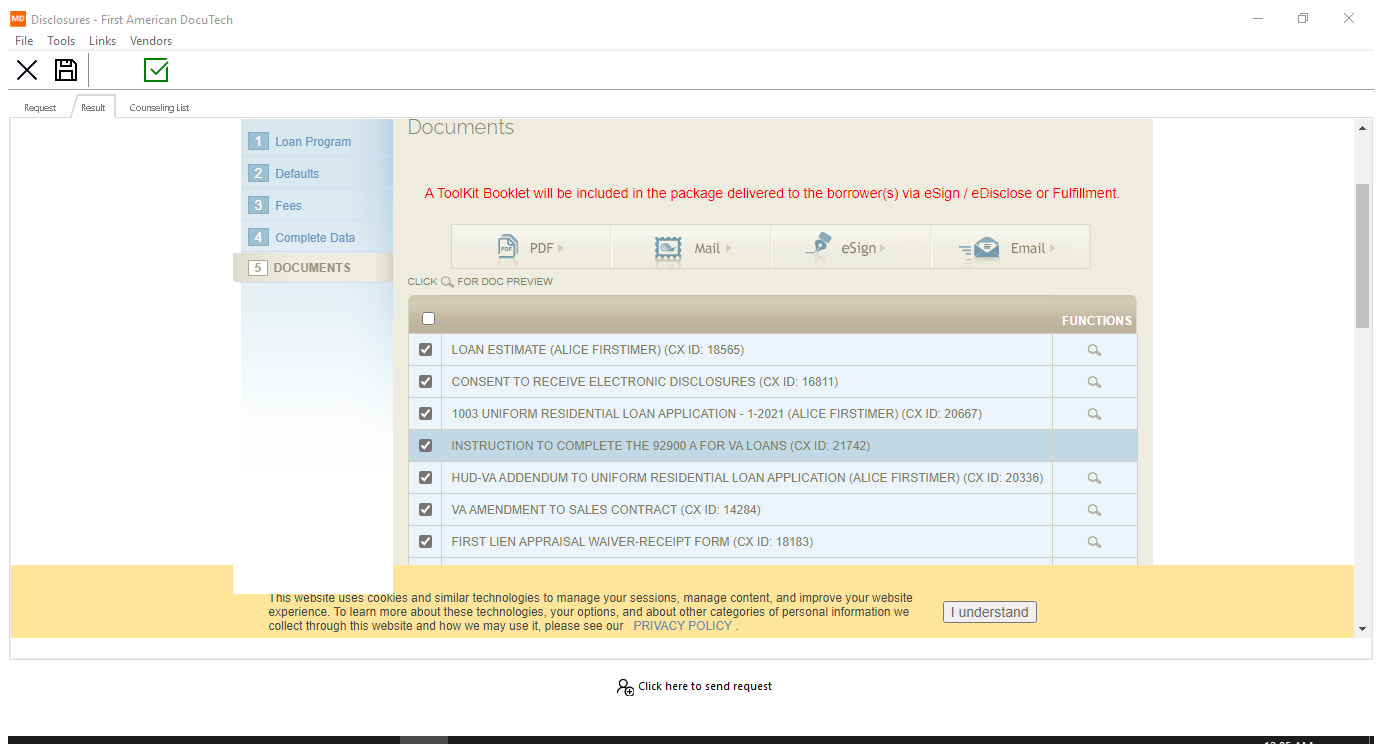 MD Disclosures - First American DocuTech
File Tools Links Vendors
Request Result Counseling List
1 Loan Program
2 Defaults
3 Fees
4 Complete Data
5 DOCUMENTS
Documents
A ToolKit Booklet will be included in the package delivered to the borrower(s) via eSign / eDisclose or Fulfillment.
PDF PDF Mail eSign Email
CLICK FOR DOC PREVIEW
FUNCTIONS
LOAN ESTIMATE (ALICE FIRSTIMER) (CX ID: 18565)
CONSENT TO RECEIVE ELECTRONIC DISCLOSURES (CX ID: 16811)
1003 UNIFORM RESIDENTIAL LOAN APPLICATION - 1-2021 (ALICE FIRSTIMER) (CX ID: 20667)
INSTRUCTION TO COMPLETE THE 92900 A FOR VA LOANS (CX ID: 21742)
HUD-VA ADDENDUM TO UNIFORM RESIDENTIAL LOAN APPLICATION (ALICE FIRSTIMER) (CX ID: 20336)
VA AMENDMENT TO SALES CONTRACT (CX ID: 14284)
FIRST LIEN APPRAISAL WAIVER-RECEIPT FORM (CX ID: 18183)
This website uses cookies and similar technologies to manage your sessions, manage content, and improve your website
experience. To learn more about these technologies, your options, and about other categories of personal information we
collect through this website and how we may use it, please see our PRIVACY POLICY .
I understand
Click here to send request